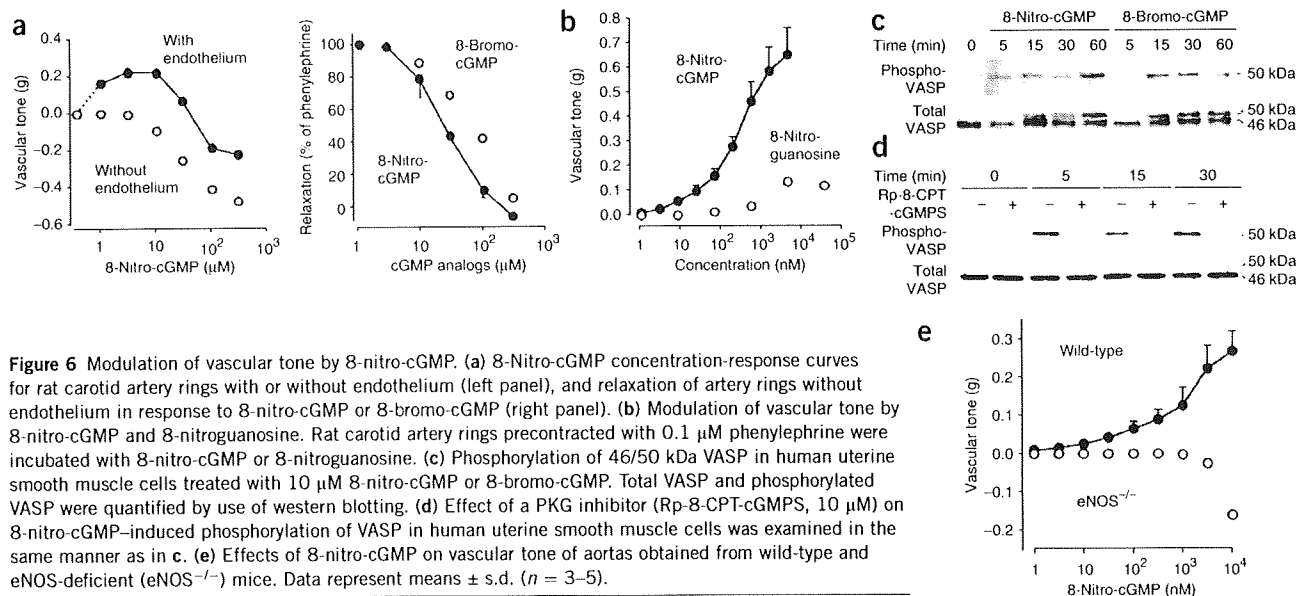 a
With
endothelium
Without
endothelium
Vascular tone (g)
0.4
0.2
0.0
−0.2
−0.4
−0.6
1
10
10²
10³
8-Nitro-cGMP (μM)
8-Bromo-
cGMP
8-Nitro-
cGMP
Relaxation (% of phenylephrine)
100
80
60
40
20
0
10⁰
10¹
10²
10³
cGMP analogs (μM)
b
8-Nitro-
cGMP
8-Nitro-
guanosine
Vascular tone (g)
0.8
0.7
0.6
0.5
0.4
0.3
0.2
0.1
0.0
1
10
10²
10³
10⁴
10⁵
Concentration (nM)
c
8-Nitro-cGMP 8-Bromo-cGMP
Time (min) 0 5 15 30 60 5 15 30 60
Phospho-
VASP
50 kDa
Total
VASP
50 kDa
46 kDa
d
Time (min) 0 5 15 30
Rp-8-CPT
-cGMPS
− + − + − + − +
Phospho-
VASP
50 kDa
Total
VASP
50 kDa
46 kDa
e
Wild-type
eNOS−/−
Vascular tone (g)
0.3
0.2
0.1
0.0
−0.1
−0.2
1
10
10²
10³
10⁴
8-Nitro-cGMP (nM)
Figure 6 Modulation of vascular tone by 8-nitro-cGMP. (a) 8-Nitro-cGMP concentration-response curves
for rat carotid artery rings with or without endothelium (left panel), and relaxation of artery rings without
endothelium in response to 8-nitro-cGMP or 8-bromo-cGMP (right panel). (b) Modulation of vascular tone by
8-nitro-cGMP and 8-nitroguanosine. Rat carotid artery rings precontracted with 0.1 μM phenylephrine were
incubated with 8-nitro-cGMP or 8-nitroguanosine. (c) Phosphorylation of 46/50 kDa VASP in human uterine
smooth muscle cells treated with 10 μM 8-nitro-cGMP or 8-bromo-cGMP. Total VASP and phosphorylated
VASP were quantified by use of western blotting. (d) Effect of a PKG inhibitor (Rp-8-CPT-cGMPS, 10 μM) on
8-nitro-cGMP–induced phosphorylation of VASP in human uterine smooth muscle cells was examined in the
same manner as in c. (e) Effects of 8-nitro-cGMP on vascular tone of aortas obtained from wild-type and
eNOS-deficient (eNOS−/−) mice. Data represent means ± s.d. (n = 3–5).